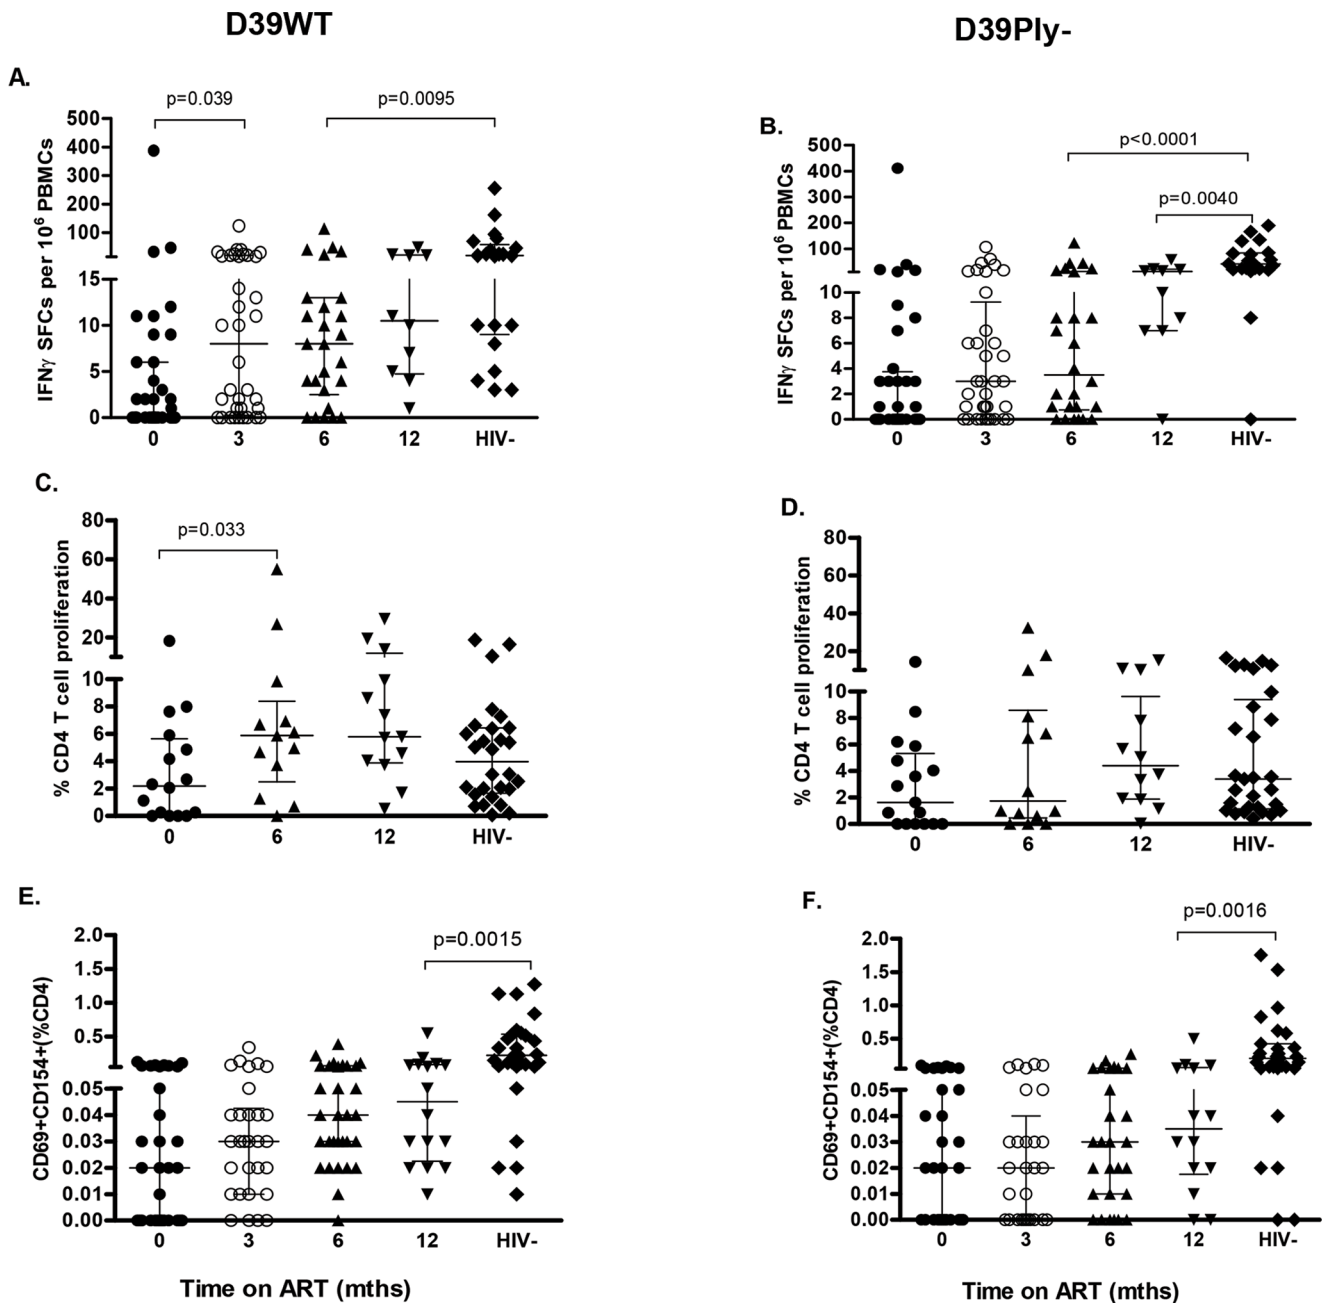 D39WT
D39Ply-
A.
p=0.039
p=0.0095
IFNγ SFCs per 10⁶ PBMCs
500
400
300
200
100
15
10
5
0
0 3 6 12 HIV-
B.
p<0.0001
p=0.0040
IFNγ SFCs per 10⁶ PBMCs
500
400
300
200
100
10
8
6
4
2
0
0 3 6 12 HIV-
C.
p=0.033
% CD4 T cell proliferation
80
60
40
20
10
8
6
4
2
0
0 6 12 HIV-
D.
% CD4 T cell proliferation
80
60
40
20
10
8
6
4
2
0
0 6 12 HIV-
E.
p=0.0015
CD69+CD154+(%CD4)
2.0
1.5
1.0
0.5
0.05
0.04
0.03
0.02
0.01
0.00
0 3 6 12 HIV-
Time on ART (mths)
F.
p=0.0016
CD69+CD154+(%CD4)
2.0
1.5
1.0
0.5
0.05
0.04
0.03
0.02
0.01
0.00
0 3 6 12 HIV-
Time on ART (mths)